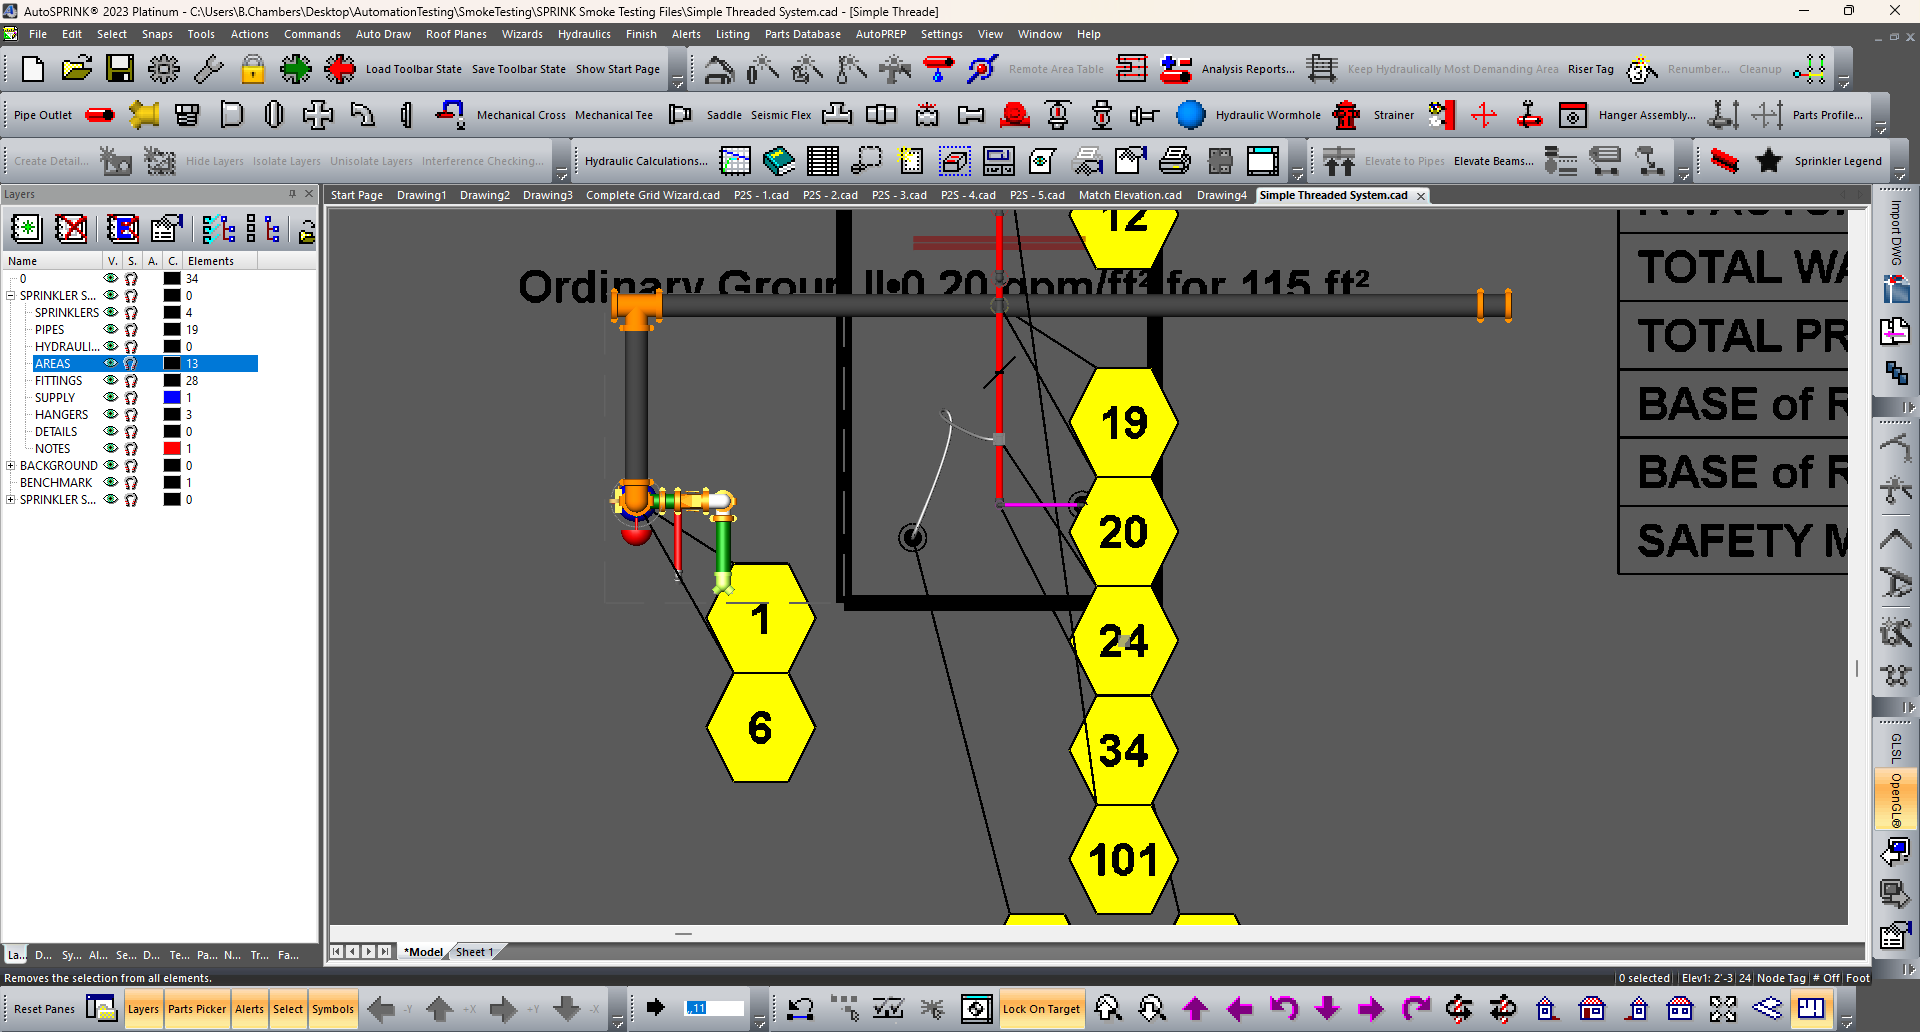 AutoSPRINK® 2023 Platinum - C:\Users\B.Chambers\Desktop\AutomationTesting\SmokeTesting\SPRINK Smoke Testing Files\Simple Threaded System.cad - [Simple Threade]
File Edit Select Snaps Tools Actions Commands Auto Draw Roof Planes Wizards Hydraulics Finish Alerts Listing Parts Database AutoPREP Settings View Window Help
Load Toolbar State Save Toolbar State Show Start Page Remote Area Table Analysis Reports... Keep Hydraulically Most Demanding Area Riser Tag Renumber... Cleanup
Pipe Outlet Mechanical Cross Mechanical Tee Saddle Seismic Flex Hydraulic Wormhole Strainer Hanger Assembly... Parts Profile...
Create Detail... Hide Layers Isolate Layers Unisolate Layers Interference Checking... Hydraulic Calculations... Elevate to Pipes Elevate Beams... Sprinkler Legend
Layers
Start Page Drawing1 Drawing2 Drawing3 Complete Grid Wizard.cad P2S - 1.cad P2S - 2.cad P2S - 3.cad P2S - 4.cad P2S - 5.cad Match Elevation.cad Drawing4 Simple Threaded System.cad
Name V. S. A. C. Elements
0 34
SPRINKLER S... 0
SPRINKLERS 4
PIPES 19
HYDRAULI... 0
AREAS 13
FITTINGS 28
SUPPLY 1
HANGERS 3
DETAILS 0
NOTES 1
BACKGROUND 0
BENCHMARK 1
SPRINKLER S... 0
12
Ordinary Group II•0.20 gpm/ft² for 115 ft²
19
20
24
34
101
1
6
TOTAL WA
TOTAL PR
BASE of R
BASE of R
SAFETY M
Import DWG
GLSL
OpenGL®
*Model Sheet 1
La... D... Sy... Al... Se... D... Te... Pa... N... Tr... Fa...
Removes the selection from all elements. 0 selected Elev1: 2'-3 24 Node Tag # Off Foot
Reset Panes Layers Parts Picker Alerts Select Symbols -Y +X +Y -X ,,11 Lock On Target